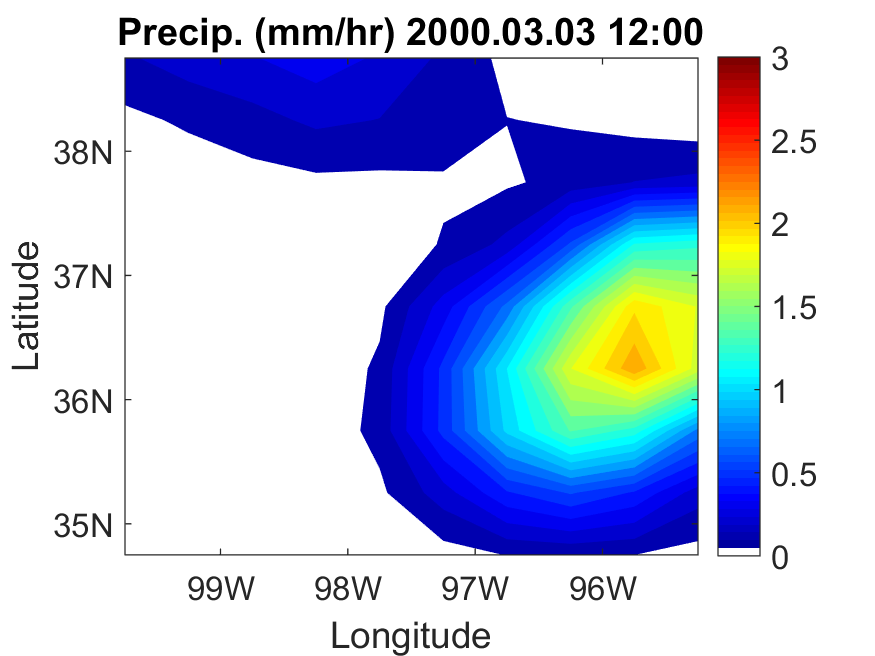 Precip. (mm/hr) 2000.03.03 12:00
38N
37N
36N
35N
Latitude
99W 98W 97W 96W
Longitude
3
2.5
2
1.5
1
0.5
0